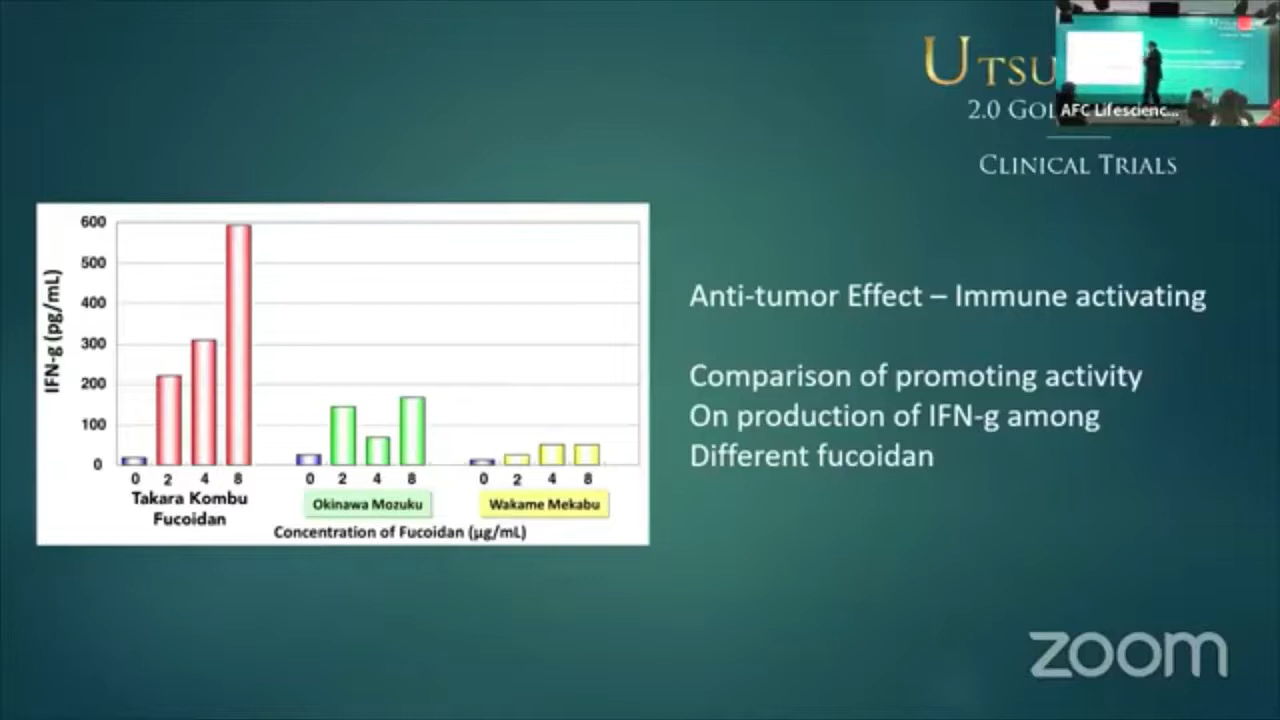 UTSU
2.0 GOL
AFC Lifescienc...
CLINICAL TRIALS
600
500
400
300
200
100
0
IFN-g (pg/mL)
0 2 4 8
0 2 4 8
0 2 4 8
Takara Kombu
Fucoidan
Okinawa Mozuku
Wakame Mekabu
Concentration of Fucoidan (µg/mL)
Anti-tumor Effect – Immune activating
Comparison of promoting activity
On production of IFN-g among
Different fucoidan
zoom